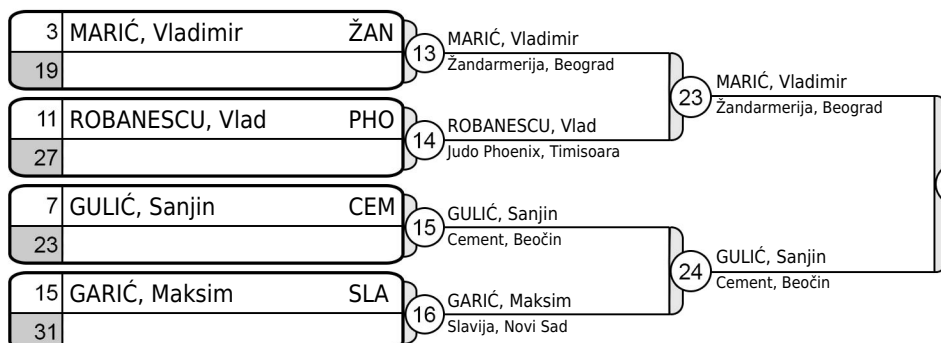 3 MARIĆ, Vladimir ŽAN
19
11 ROBANESCU, Vlad PHO
27
7 GULIĆ, Sanjin CEM
23
15 GARIĆ, Maksim SLA
31
13 MARIĆ, Vladimir
Žandarmerija, Beograd
14 ROBANESCU, Vlad
Judo Phoenix, Timisoara
15 GULIĆ, Sanjin
Cement, Beočin
16 GARIĆ, Maksim
Slavija, Novi Sad
23 MARIĆ, Vladimir
Žandarmerija, Beograd
24 GULIĆ, Sanjin
Cement, Beočin